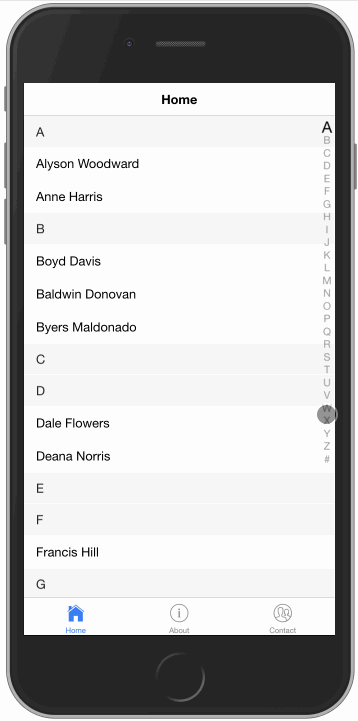 Home
A
Alyson Woodward
Anne Harris
B
Boyd Davis
Baldwin Donovan
Byers Maldonado
C
D
Dale Flowers
Deana Norris
E
F
Francis Hill
G
A
B
C
D
E
F
G
H
I
J
K
L
M
N
O
P
Q
R
S
T
U
V
W
X
Y
Z
#
Home
About
Contact